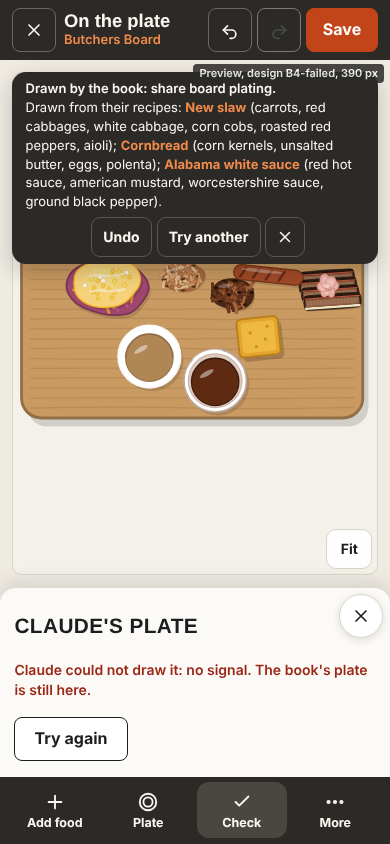 On the plate
Butchers Board
Save
Preview, design B4-failed, 390 px
Drawn by the book: share board plating.
Drawn from their recipes: New slaw (carrots, red
cabbages, white cabbage, corn cobs, roasted red
peppers, aioli); Cornbread (corn kernels, unsalted
butter, eggs, polenta); Alabama white sauce (red hot
sauce, american mustard, worcestershire sauce,
ground black pepper).
Undo
Try another
Fit
CLAUDE'S PLATE
Claude could not draw it: no signal. The book's plate
is still here.
Try again
Add food
Plate
Check
More